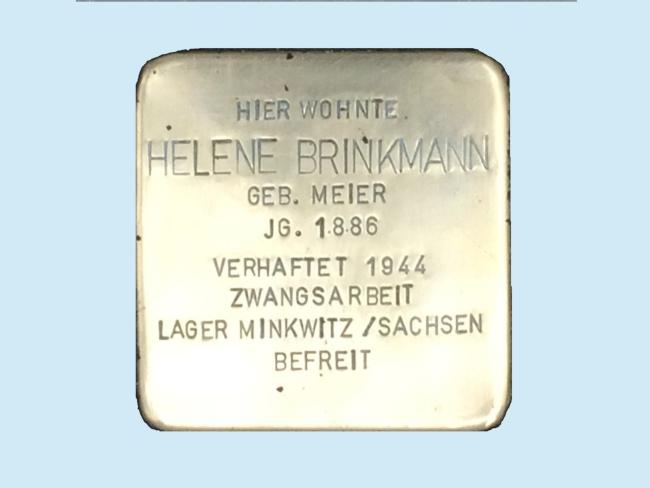 HIER WOHNTE
HELENE BRINKMANN
GEB. MEIER
JG. 1886
VERHAFTET 1944
ZWANGSARBEIT
LAGER MINKWITZ / SACHSEN
BEFREIT